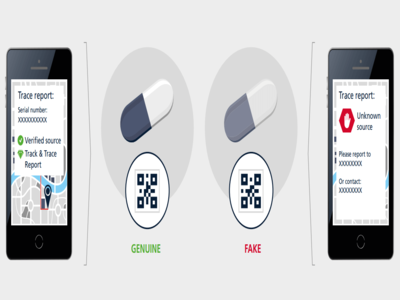 Trace report:
Serial number:
XXXXXXXXXX
Verified source
Track & Trace
Report
GENUINE
FAKE
Trace report:
Unknown
source
Please report to
XXXXXXXX
Or contact:
XXXXXXXX